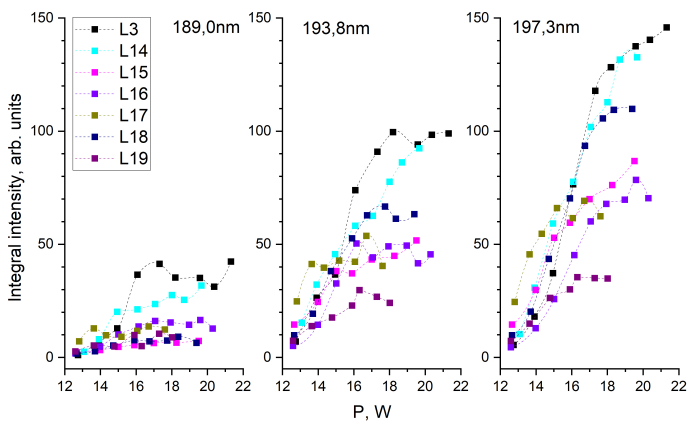 189,0nm
193,8nm
197,3nm
L3
L14
L15
L16
L17
L18
L19
Integral intensity, arb. units
150
100
50
0
12 14 16 18 20 22
12 14 16 18 20 22
12 14 16 18 20 22
150
100
50
0
150
100
50
0
P, W